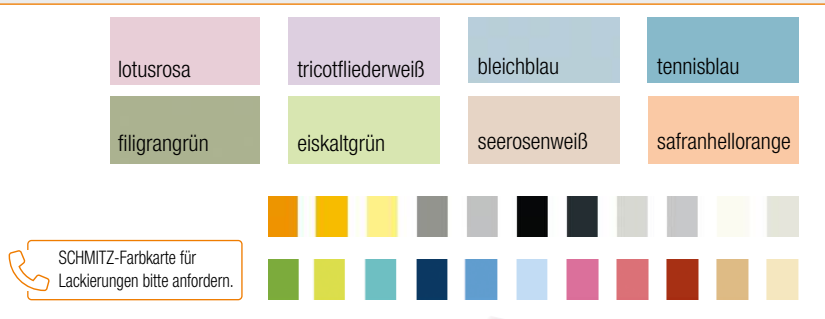 lotusrosa
tricotfliederweiß
bleichblau
tennisblau
filigrangrün
eiskaltgrün
seerosenweiß
safranhellorange
SCHMITZ-Farbkarte für
Lackierungen bitte anfordern.